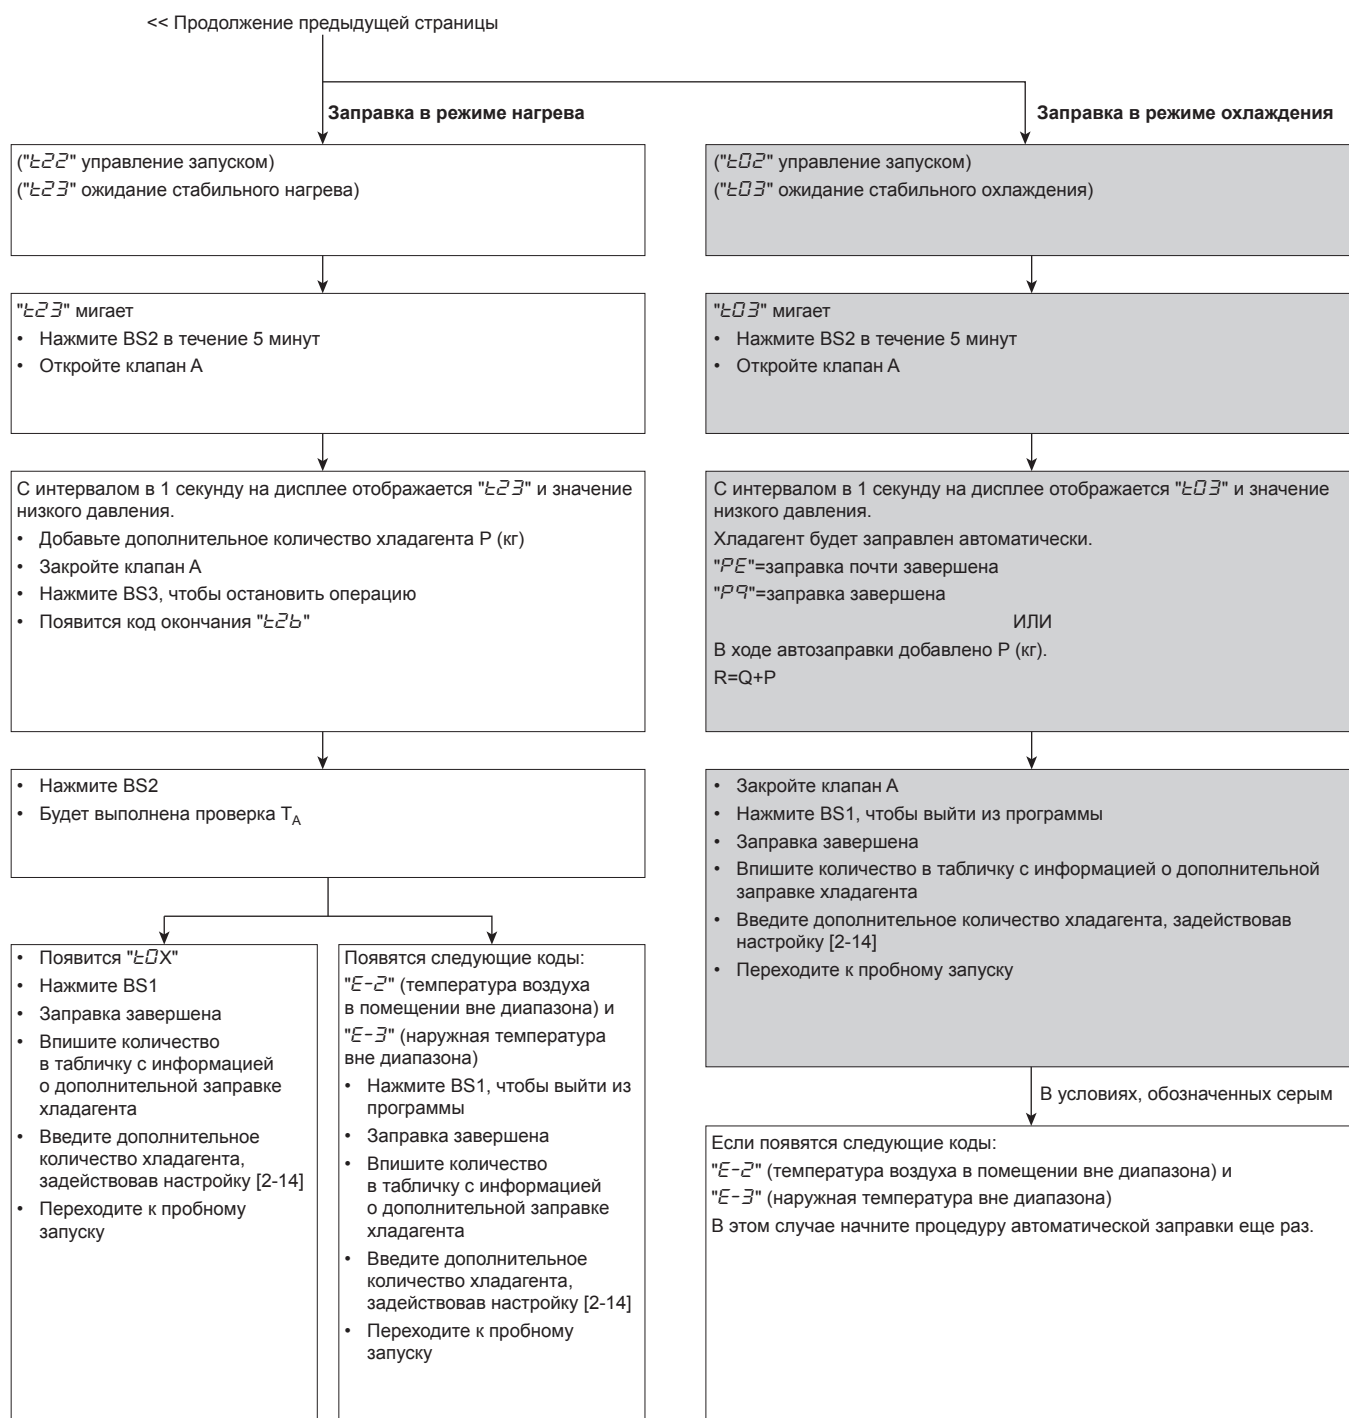 << Продолжение предыдущей страницы
Заправка в режиме нагрева
("t22" управление запуском)
("t23" ожидание стабильного нагрева)
"t23" мигает
• Нажмите BS2 в течение 5 минут
• Откройте клапан A
С интервалом в 1 секунду на дисплее отображается "t23" и значение
низкого давления.
• Добавьте дополнительное количество хладагента P (кг)
• Закройте клапан A
• Нажмите BS3, чтобы остановить операцию
• Появится код окончания "t2b"
• Нажмите BS2
• Будет выполнена проверка TA
• Появится "t0X"
• Нажмите BS1
• Заправка завершена
• Впишите количество
в табличку с информацией
о дополнительной заправке
хладагента
• Введите дополнительное
количество хладагента,
задействовав настройку [2-14]
• Переходите к пробному
запуску
Появятся следующие коды:
"E-2" (температура воздуха
в помещении вне диапазона) и
"E-3" (наружная температура
вне диапазона)
• Нажмите BS1, чтобы выйти из
программы
• Заправка завершена
• Впишите количество
в табличку с информацией
о дополнительной заправке
хладагента
• Введите дополнительное
количество хладагента,
задействовав настройку [2-14]
• Переходите к пробному
запуску
Заправка в режиме охлаждения
("t02" управление запуском)
("t03" ожидание стабильного охлаждения)
"t03" мигает
• Нажмите BS2 в течение 5 минут
• Откройте клапан A
С интервалом в 1 секунду на дисплее отображается "t03" и значение
низкого давления.
Хладагент будет заправлен автоматически.
"PE"=заправка почти завершена
"P9"=заправка завершена
ИЛИ
В ходе автозаправки добавлено P (кг).
R=Q+P
• Закройте клапан A
• Нажмите BS1, чтобы выйти из программы
• Заправка завершена
• Впишите количество в табличку с информацией о дополнительной
заправке хладагента
• Введите дополнительное количество хладагента, задействовав
настройку [2-14]
• Переходите к пробному запуску
В условиях, обозначенных серым
Если появятся следующие коды:
"E-2" (температура воздуха в помещении вне диапазона) и
"E-3" (наружная температура вне диапазона)
В этом случае начните процедуру автоматической заправки еще раз.